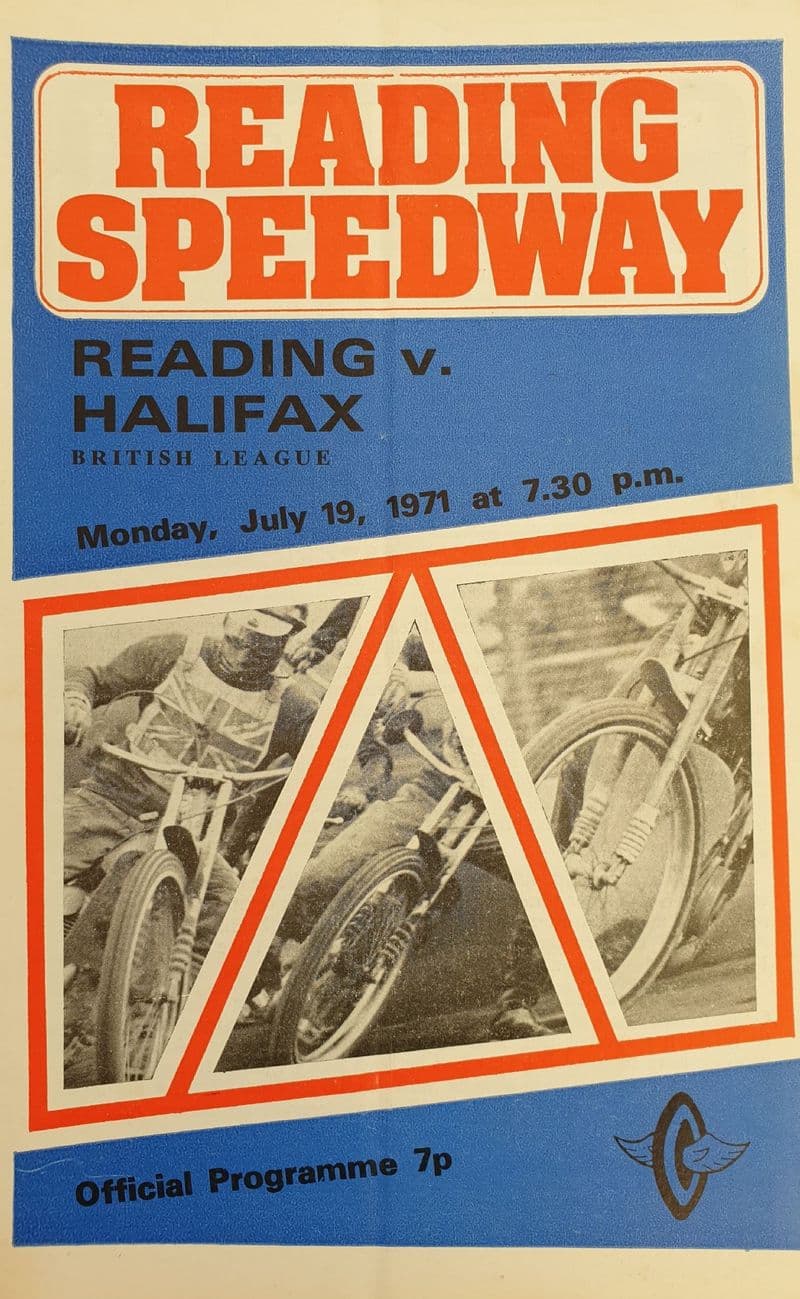 READING
SPEEDWAY
READING v.
HALIFAX
BRITISH LEAGUE
Monday, July 19, 1971 at 7.30 p.m.
Official Programme 7p